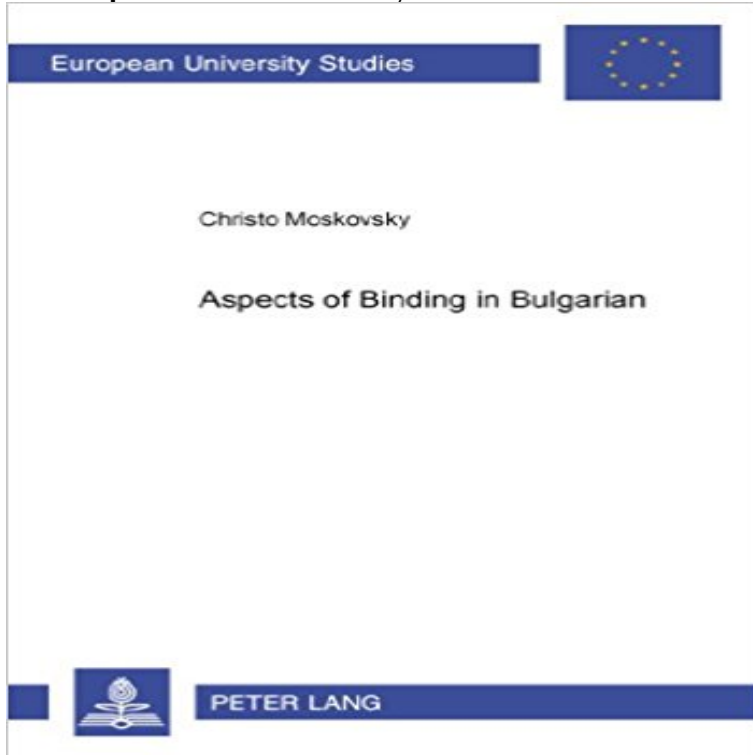 European University Studies
Christo Moskovsky
Aspects of Binding in Bulgarian
PETER LANG